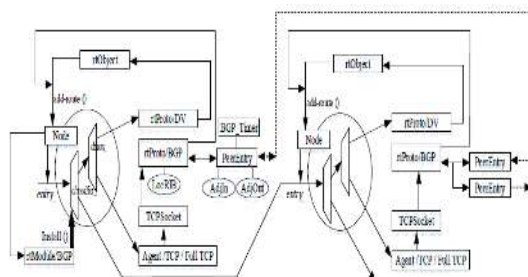 rtObject
add-route ()
rtProto/DV
Node
BGP_Timer
rtProto/BGP
PeerEntry
LocRIB
AdjIn
AdjOut
entry
TCPSocket
Install ()
rtModule/BGP
Agent / TCP / Full TCP
rtObject
add-route ()
rtProto/DV
Node
rtProto/BGP
PeerEntry
PeerEntry
entry
TCPSocket
Agent / TCP / Full TCP